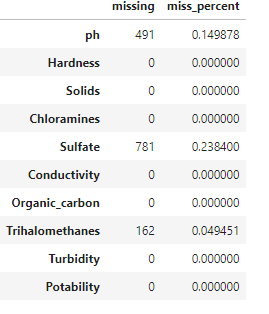 missing miss_percent
ph 491 0.149878
Hardness 0 0.000000
Solids 0 0.000000
Chloramines 0 0.000000
Sulfate 781 0.238400
Conductivity 0 0.000000
Organic_carbon 0 0.000000
Trihalomethanes 162 0.049451
Turbidity 0 0.000000
Potability 0 0.000000